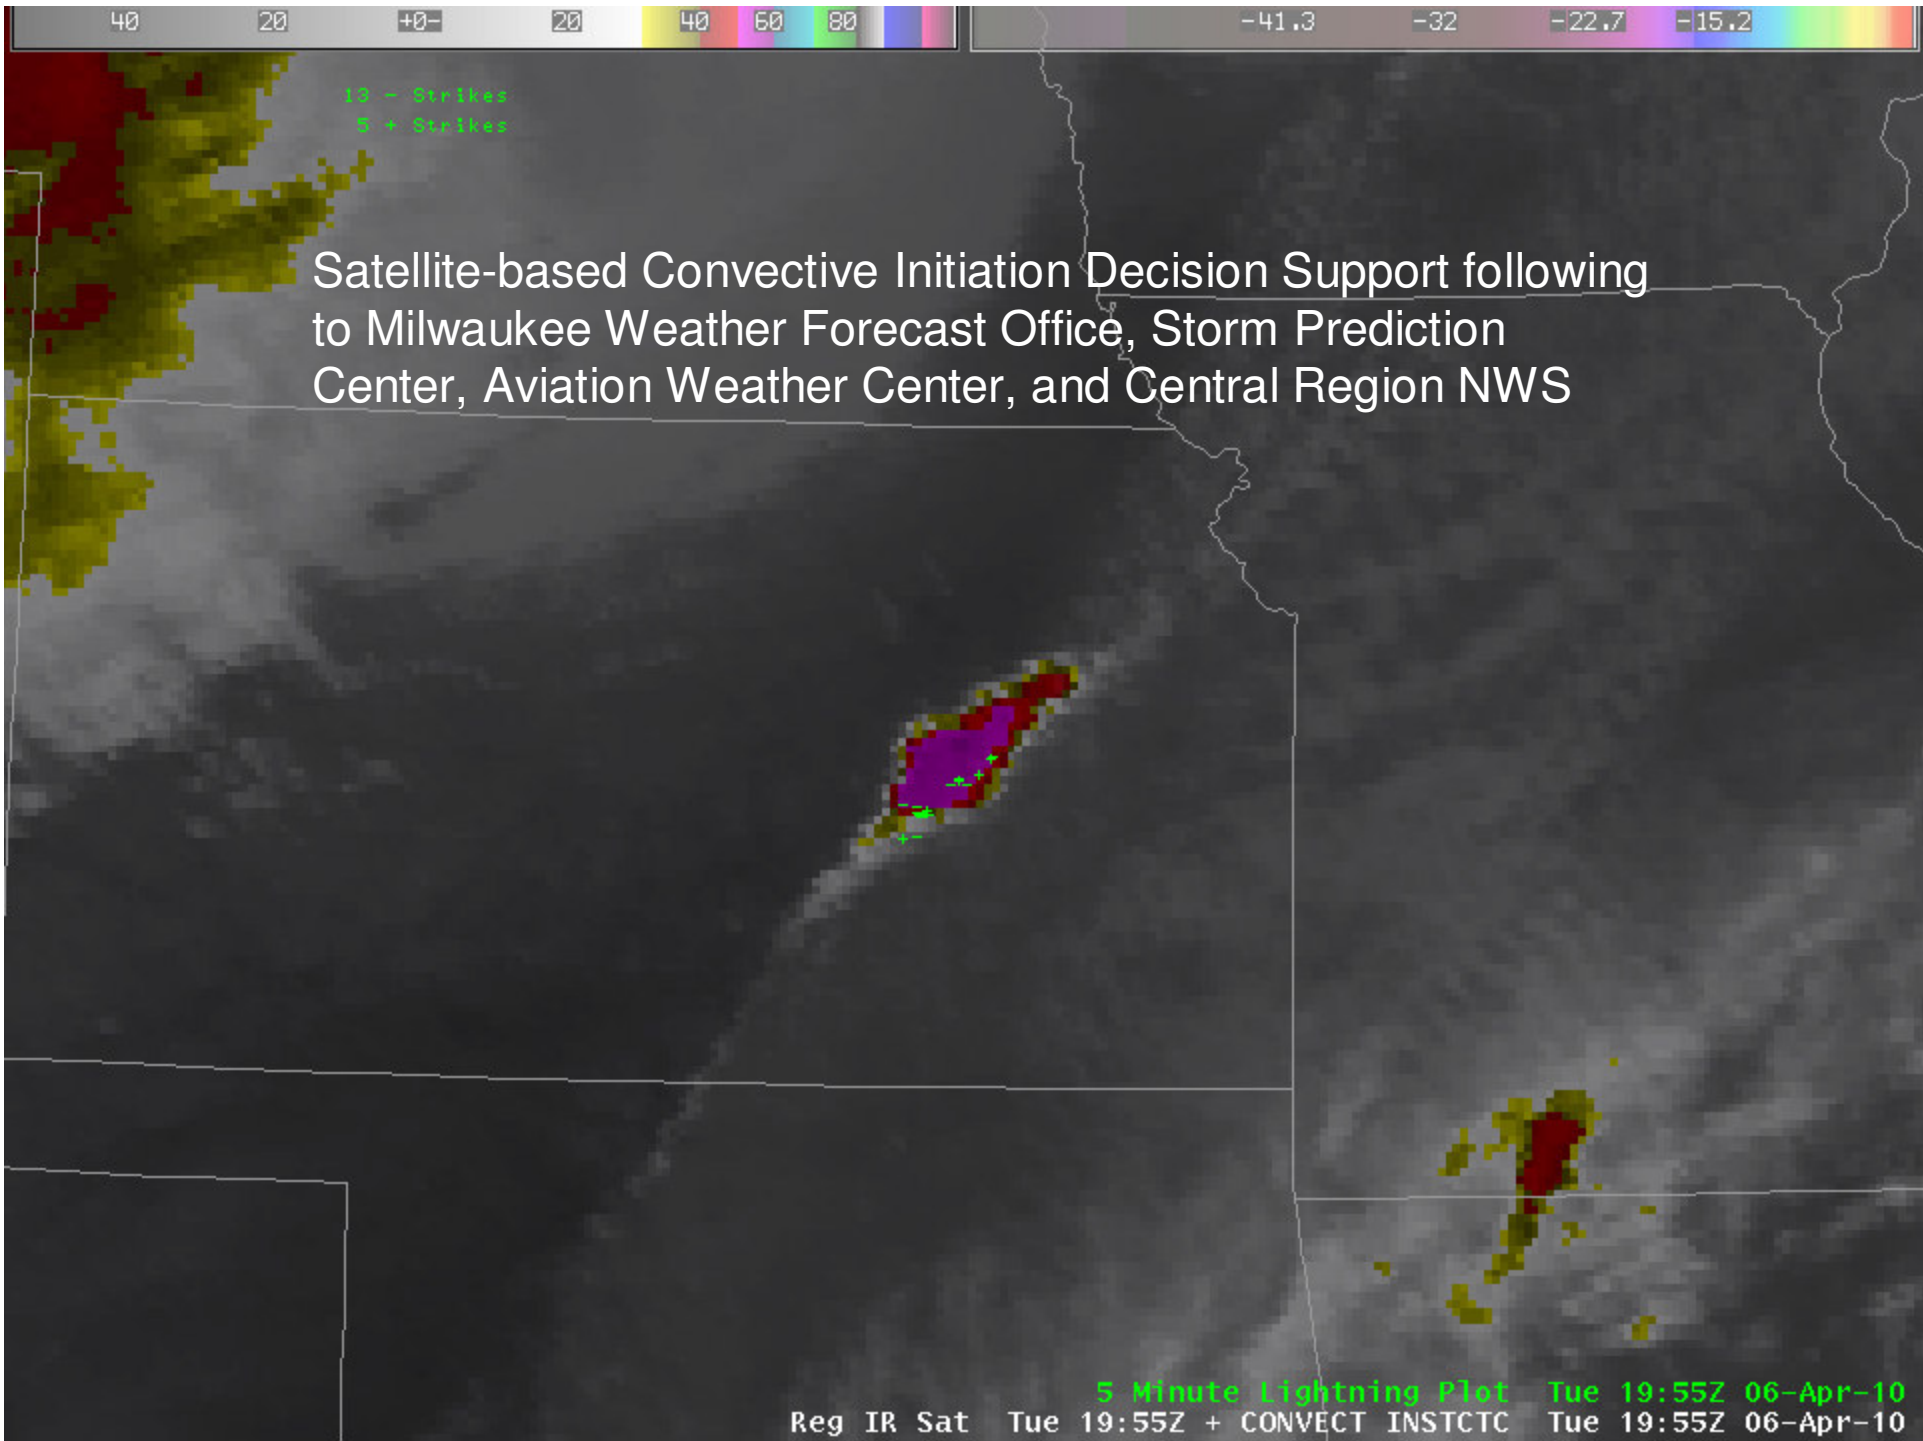 40 20 +0- 20 40 60 80 -41.3 -32 -22.7 -15.2
13 - Strikes
5 + Strikes
Satellite-based Convective Initiation Decision Support following
to Milwaukee Weather Forecast Office, Storm Prediction
Center, Aviation Weather Center, and Central Region NWS
5 Minute Lightning Plot Tue 19:55Z 06-Apr-10
Reg IR Sat Tue 19:55Z + CONVECT INSTCTC Tue 19:55Z 06-Apr-10